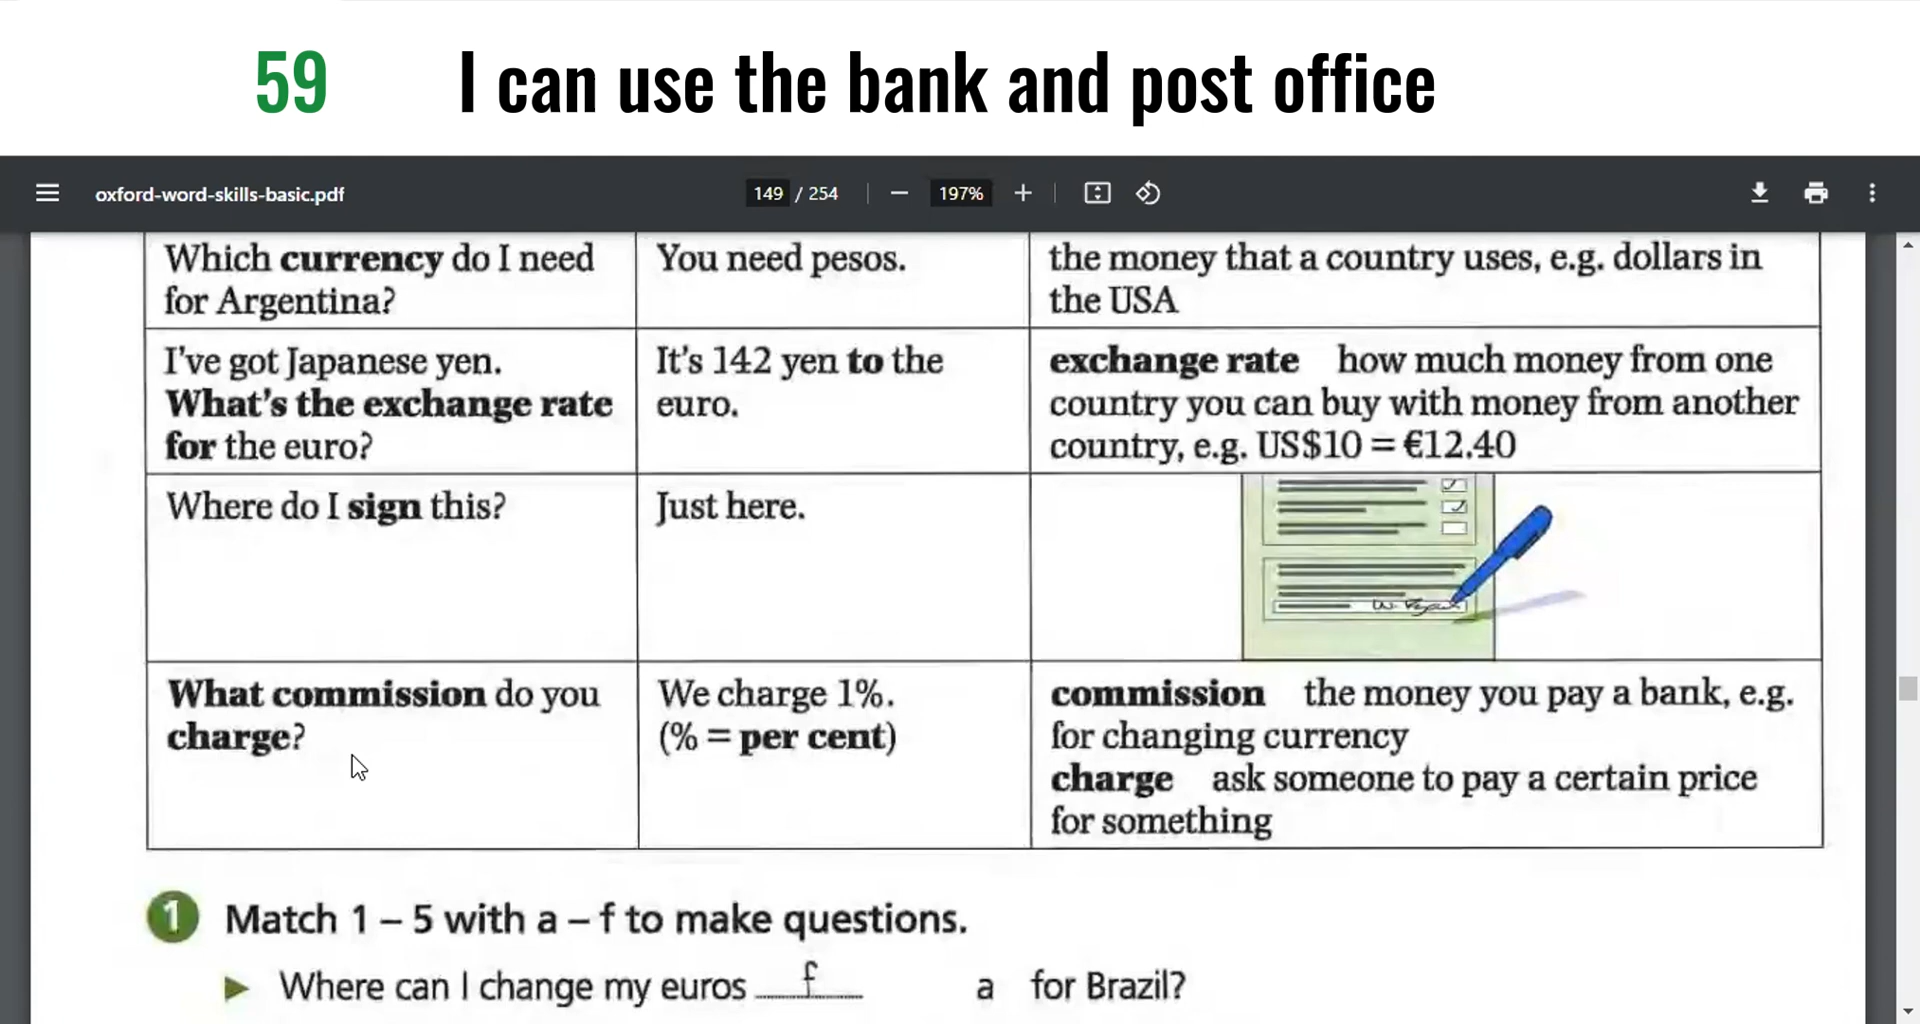 59 I can use the bank and post office
oxford-word-skills-basic.pdf 149 / 254 197%
Which currency do I need
for Argentina?
You need pesos.
the money that a country uses, e.g. dollars in
the USA
I've got Japanese yen.
What's the exchange rate
for the euro?
It's 142 yen to the
euro.
exchange rate how much money from one
country you can buy with money from another
country, e.g. US$10 = €12.40
Where do I sign this?
Just here.
What commission do you
charge?
We charge 1%.
(% = per cent)
commission the money you pay a bank, e.g.
for changing currency
charge ask someone to pay a certain price
for something
1 Match 1 – 5 with a – f to make questions.
Where can I change my euros f a for Brazil?